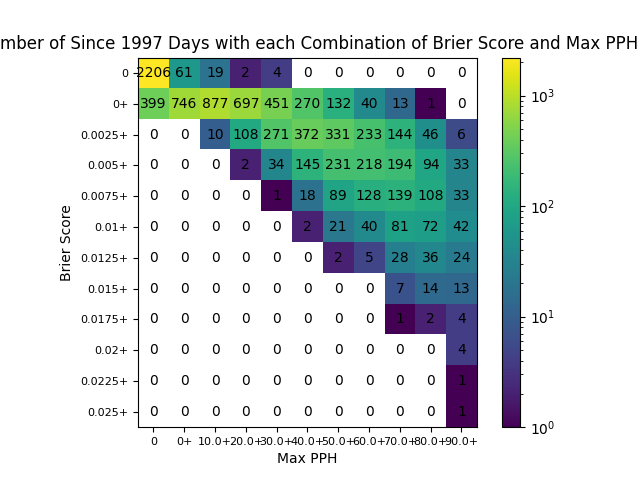 mber of Since 1997 Days with each Combination of Brier Score and Max PPH
0 2206 61 19 2 4 0 0 0 0 0 0
0+ 399 746 877 697 451 270 132 40 13 1 0
0.0025+ 0 0 10 108 271 372 331 233 144 46 6
0.005+ 0 0 0 2 34 145 231 218 194 94 33
0.0075+ 0 0 0 0 1 18 89 128 139 108 33
0.01+ 0 0 0 0 0 2 21 40 81 72 42
0.0125+ 0 0 0 0 0 0 2 5 28 36 24
0.015+ 0 0 0 0 0 0 0 0 7 14 13
0.0175+ 0 0 0 0 0 0 0 0 1 2 4
0.02+ 0 0 0 0 0 0 0 0 0 0 4
0.0225+ 0 0 0 0 0 0 0 0 0 0 1
0.025+ 0 0 0 0 0 0 0 0 0 0 1
0 0+ 10.0+ 20.0+ 30.0+ 40.0+ 50.0+ 60.0+ 70.0+ 80.0+ 90.0+
Max PPH
Brier Score
10³
10²
10¹
10⁰